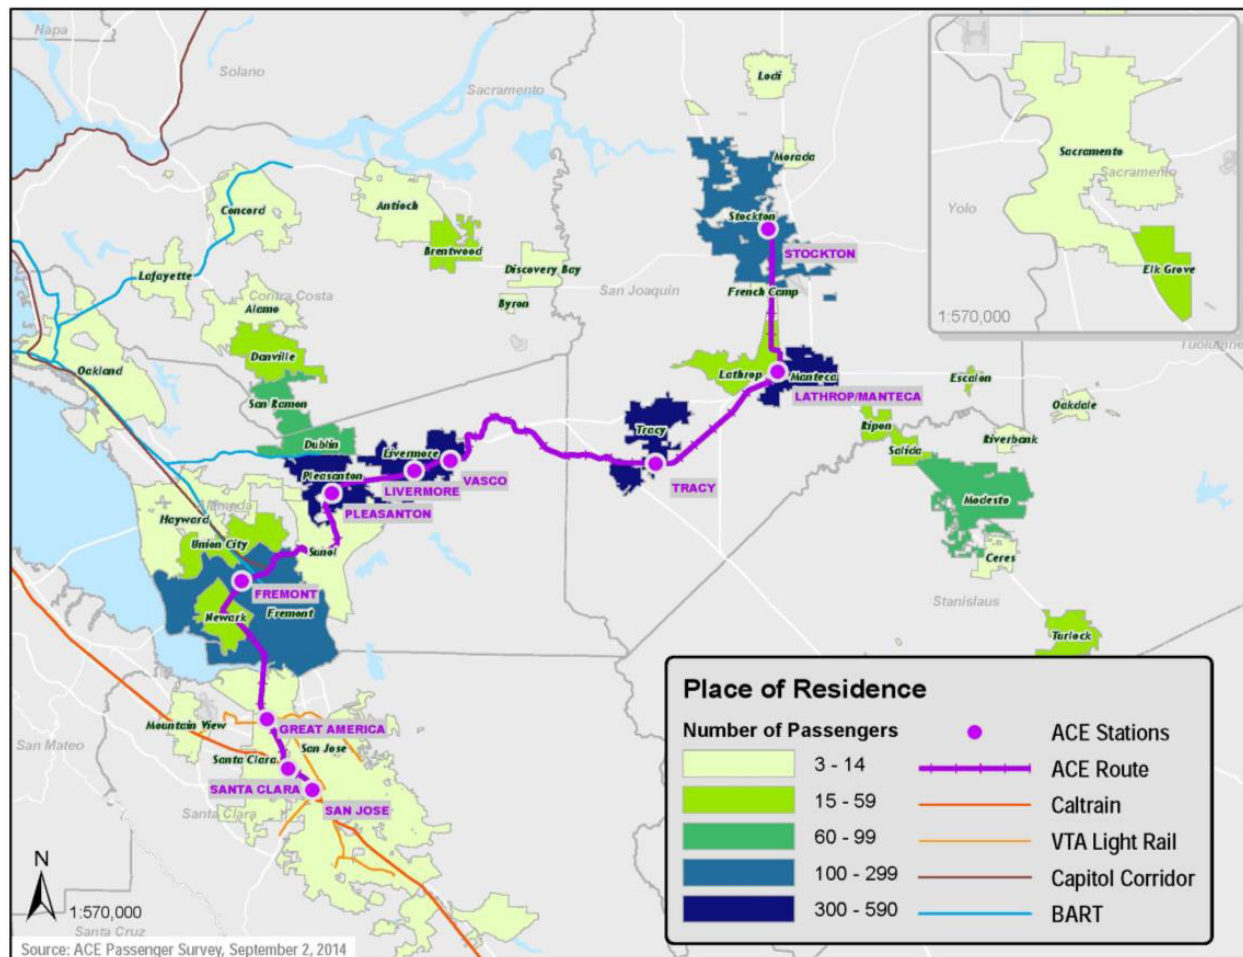 Napa
Solano
Sacramento
Lodi
Morada
Stockton
STOCKTON
San Joaquin
French Camp
Lathrop
Manteca
LATHROP/MANTECA
Concord
Antioch
Brentwood
Lafayette
Discovery Bay
Byron
Contra Costa
Alamo
Danville
Oakland
San Ramon
Dublin
Livermore
Pleasanton
VASCO
LIVERMORE
PLEASANTON
Tracy
TRACY
Escalon
Oakdale
Ripon
Riverbank
Salida
Modesto
Ceres
Stanislaus
Turlock
Tuolumne
Alameda
Hayward
Union City
Sunol
FREMONT
Newark
Fremont
Mountain View
GREAT AMERICA
San Jose
Santa Clara
SANTA CLARA
SAN JOSE
Santa Clara
San Mateo
Santa Cruz
Sacramento
Sacramento
Yolo
Elk Grove
1:570,000
Place of Residence
Number of Passengers
3 - 14
15 - 59
60 - 99
100 - 299
300 - 590
ACE Stations
ACE Route
Caltrain
VTA Light Rail
Capitol Corridor
BART
N
1:570,000
Source: ACE Passenger Survey, September 2, 2014